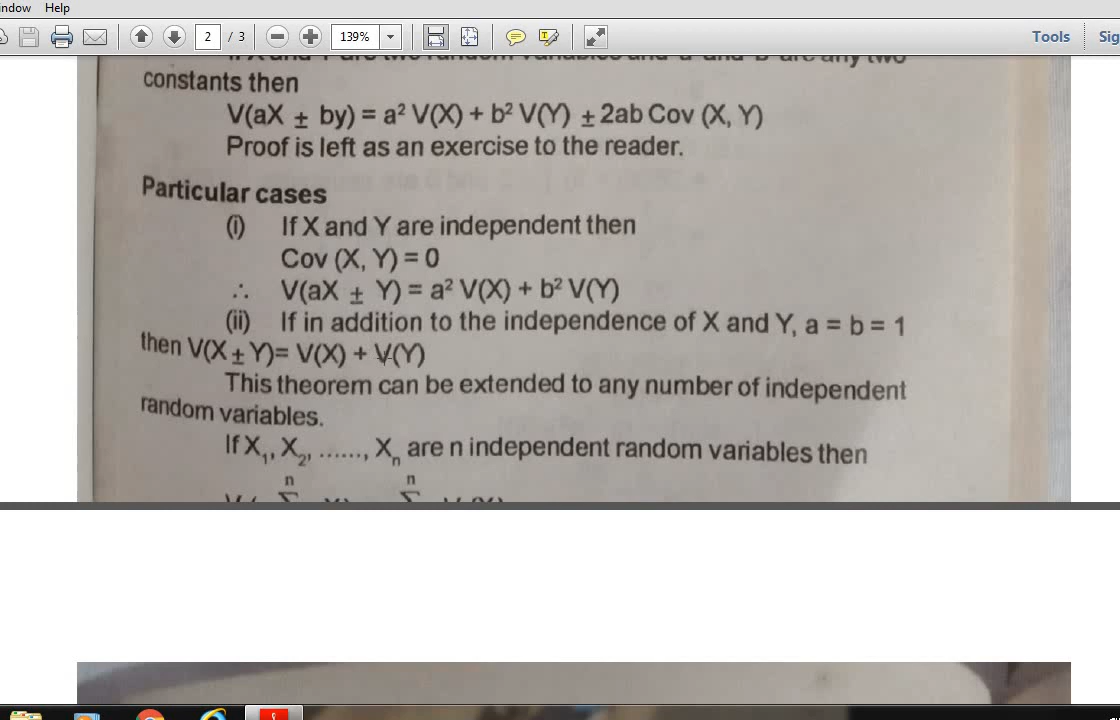 indow Help
2 / 3 139% Tools Sig
constants then
V(aX ± by) = a² V(X) + b² V(Y) ± 2ab Cov (X, Y)
Proof is left as an exercise to the reader.
Particular cases
(i) If X and Y are independent then
Cov (X, Y) = 0
∴ V(aX ± Y) = a² V(X) + b² V(Y)
(ii) If in addition to the independence of X and Y, a = b = 1
then V(X ± Y)= V(X) + V(Y)
This theorem can be extended to any number of independent
random variables.
If X₁, X₂, ......, Xₙ are n independent random variables then
n n